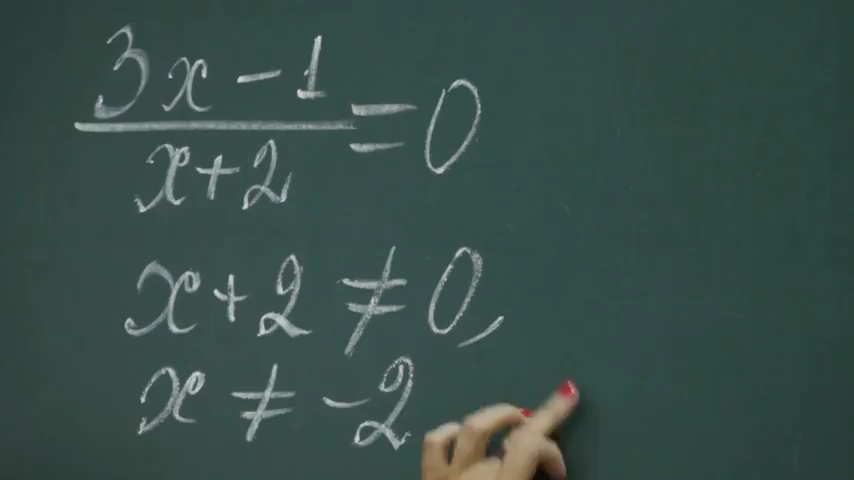 3x - 1
x + 2 = 0
x + 2 ≠ 0,
x ≠ -2